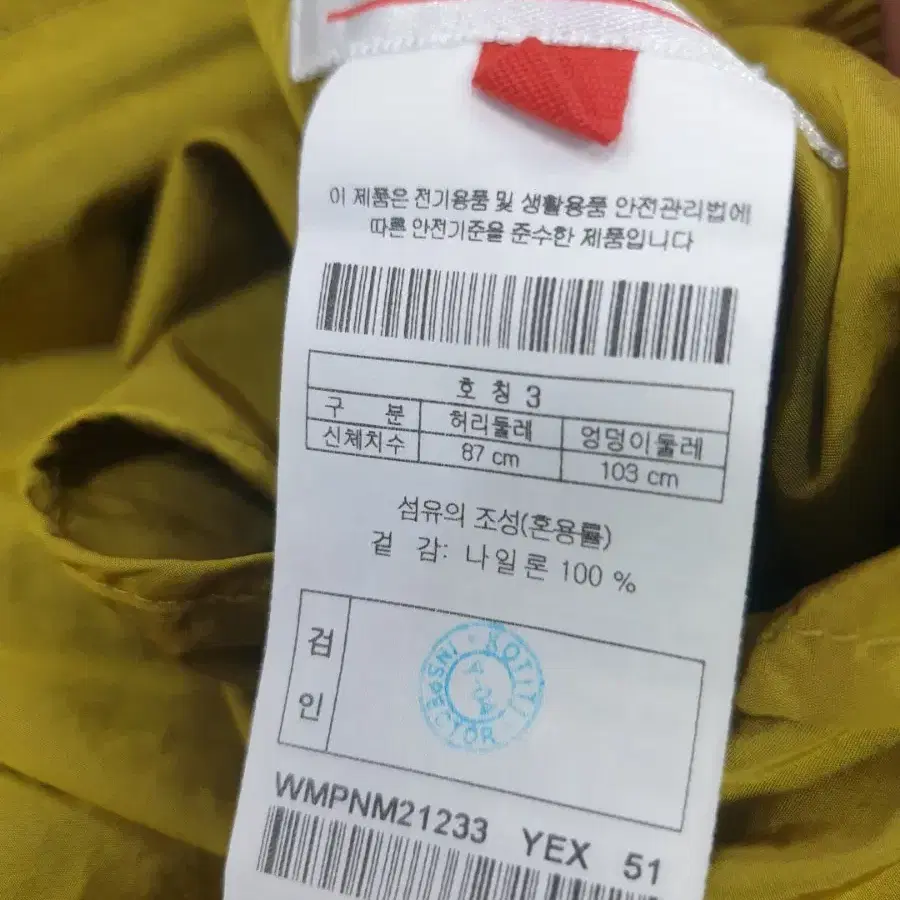 이 제품은 전기용품 및 생활용품 안전관리법에
따른 안전기준을 준수한 제품입니다
호 칭 3
구 분 허리둘레 엉덩이둘레
신체치수 87 cm 103 cm
섬유의 조성(혼용률)
겉 감: 나일론 100 %
검
인
KOTITI
INSPECTOR
WMPNM21233 YEX 51